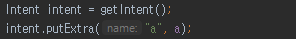 Intent intent = getIntent();
intent.putExtra( name: "a", a);